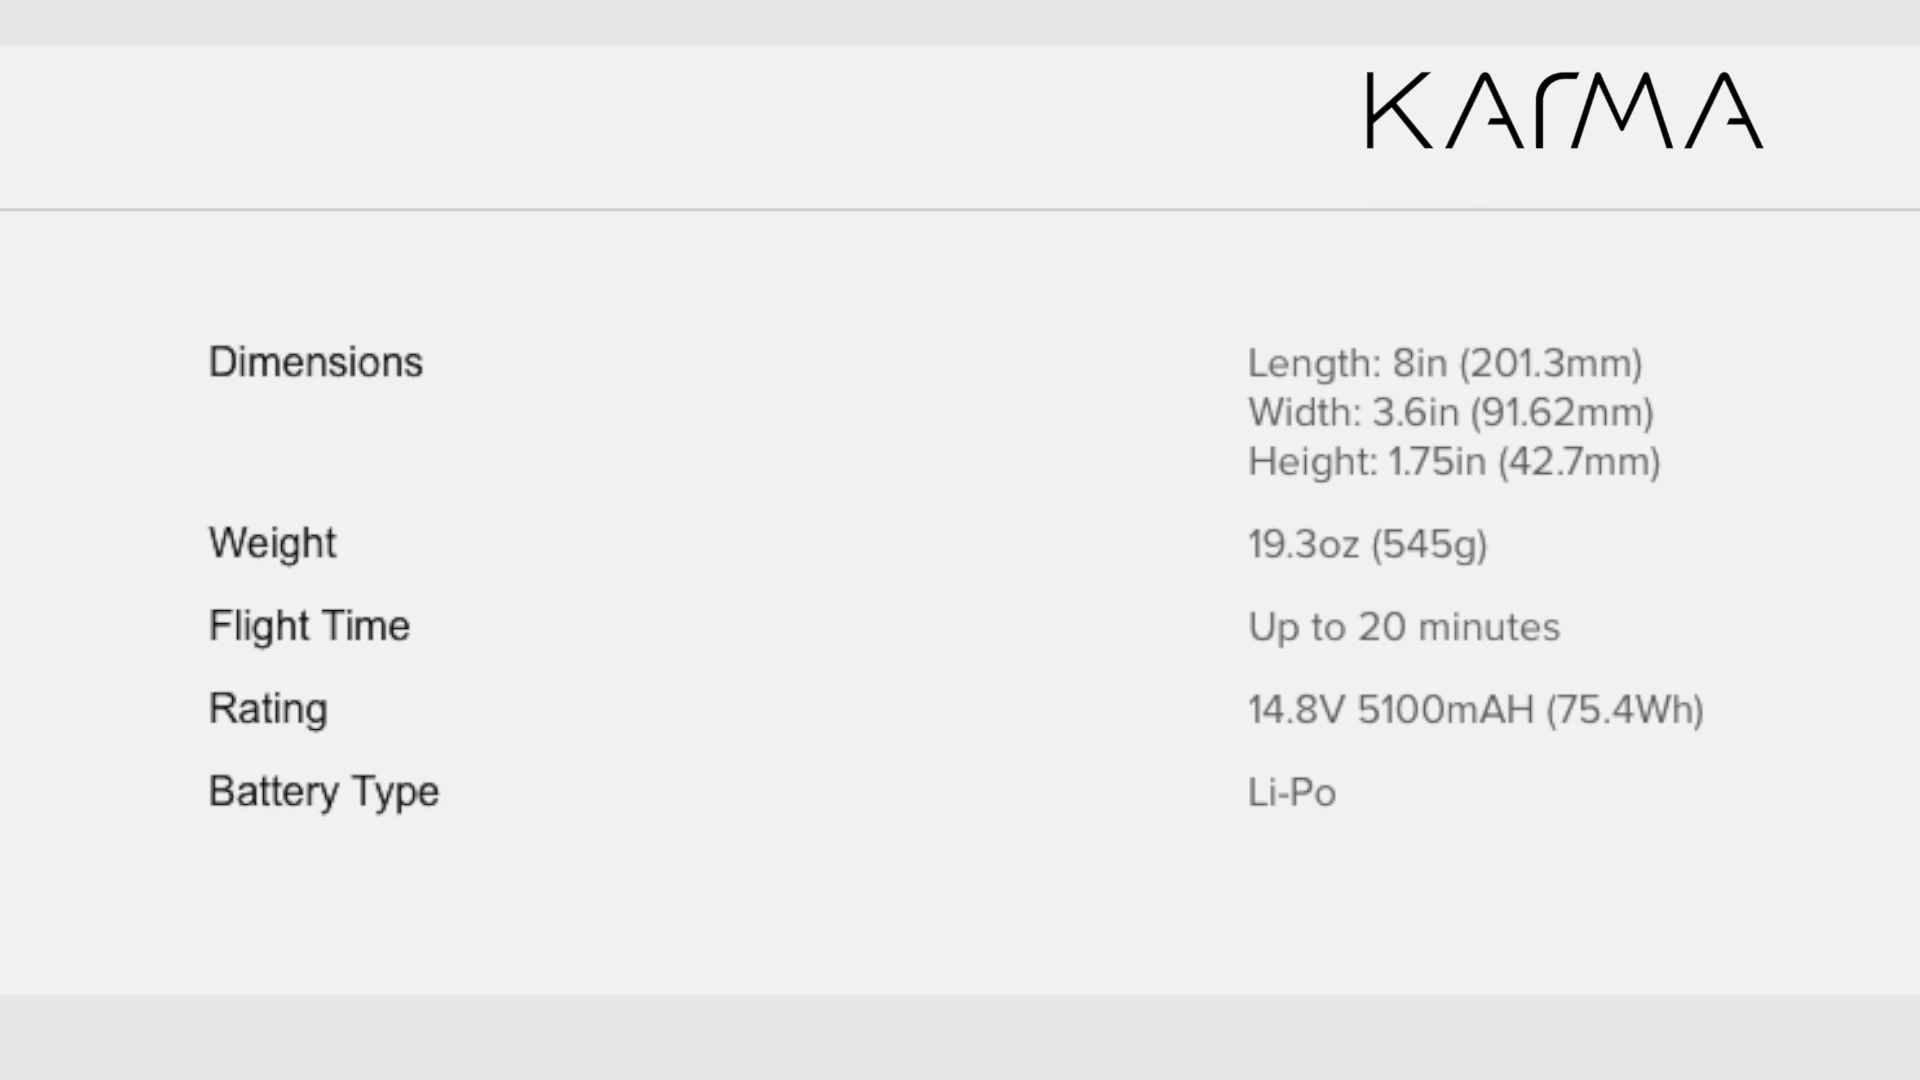 KARMA
Dimensions
Length: 8in (201.3mm)
Width: 3.6in (91.62mm)
Height: 1.75in (42.7mm)
Weight
19.3oz (545g)
Flight Time
Up to 20 minutes
Rating
14.8V 5100mAH (75.4Wh)
Battery Type
Li-Po